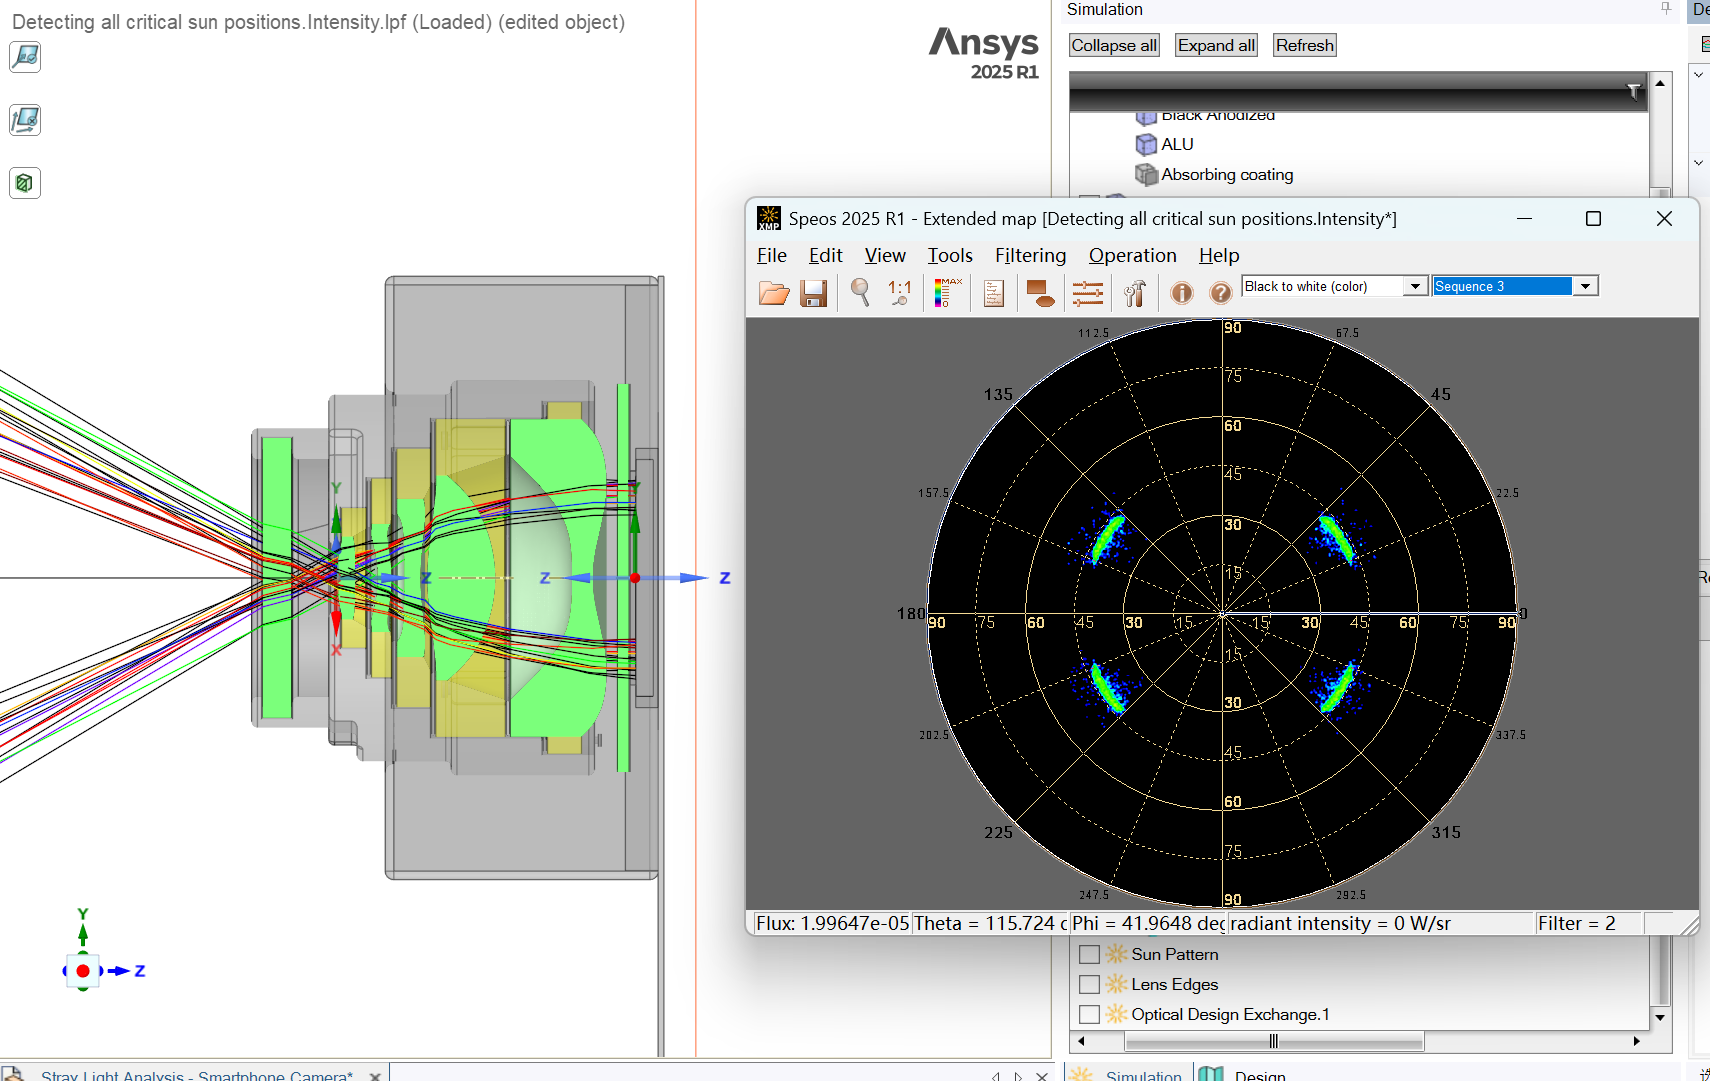 Detecting all critical sun positions.Intensity.lpf (Loaded) (edited object)
Ansys
2025 R1
Y
X
Z
Z
Y
Z
Y
Z
Stray Light Analysis - Smartphone Camera*
Simulation
Collapse all
Expand all
Refresh
Black Anodized
ALU
Absorbing coating
Speos 2025 R1 - Extended map [Detecting all critical sun positions.Intensity*]
File Edit View Tools Filtering Operation Help
1:1
MAX
0
Black to white (color)
Sequence 3
XMP
90
112.5
67.5
75
135
45
60
45
157.5
22.5
30
15
180
0
90 75 60 45 30 15 15 30 45 60 75 90
15
30
202.5
337.5
45
60
225
315
75
247.5
292.5
90
Flux: 1.99647e-05
Theta = 115.724
Phi = 41.9648 deg
radiant intensity = 0 W/sr
Filter = 2
Sun Pattern
Lens Edges
Optical Design Exchange.1
Simulation
Design
De